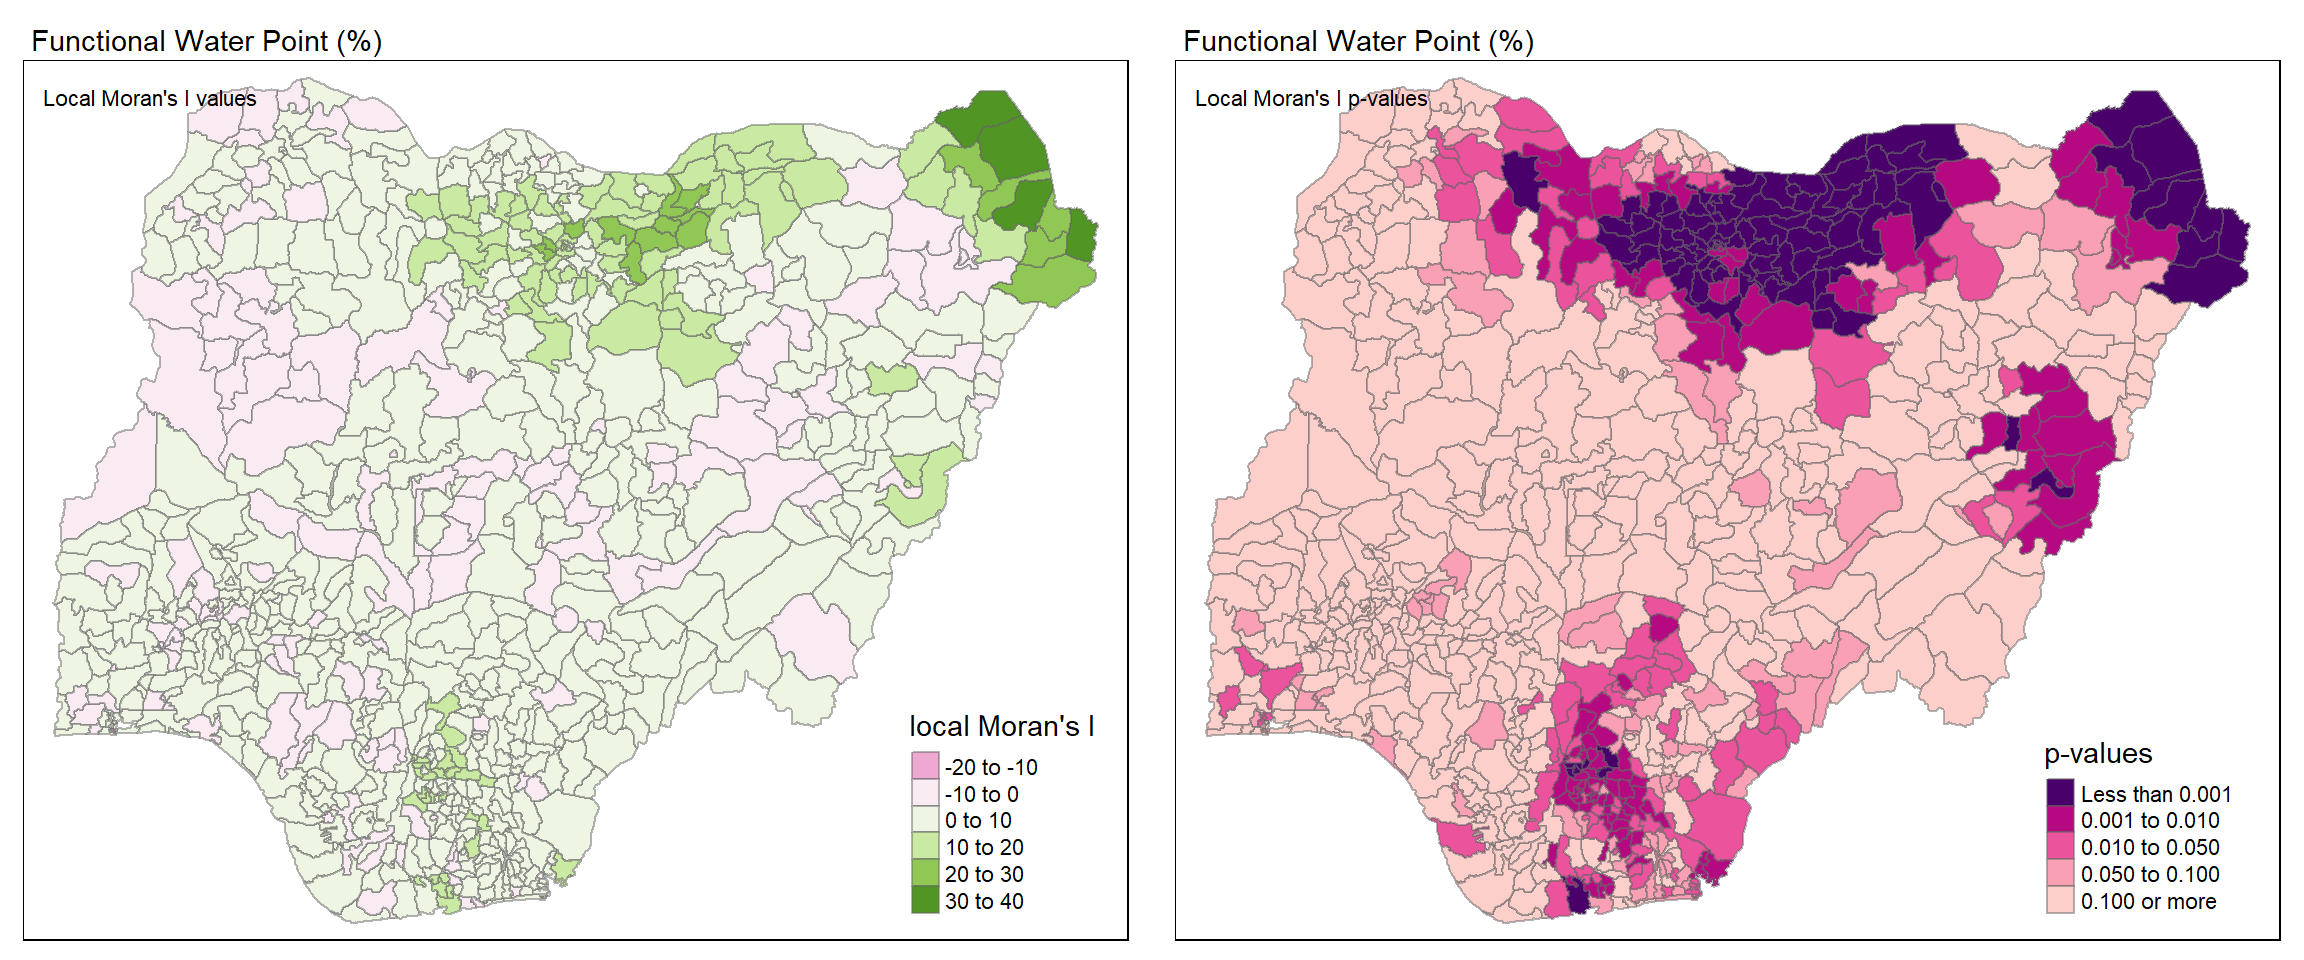 Functional Water Point (%)
Local Moran's I values
local Moran's I
-20 to -10
-10 to 0
0 to 10
10 to 20
20 to 30
30 to 40
Functional Water Point (%)
Local Moran's I p-values
p-values
Less than 0.001
0.001 to 0.010
0.010 to 0.050
0.050 to 0.100
0.100 or more